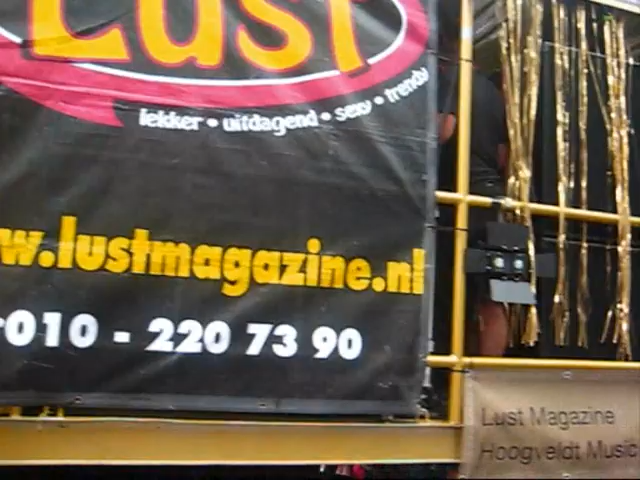 Lust
lekker • uitdagend • sexy • trendy
w.lustmagazine.nl
010 - 220 73 90
Lust Magazine
Hoogveldt Music